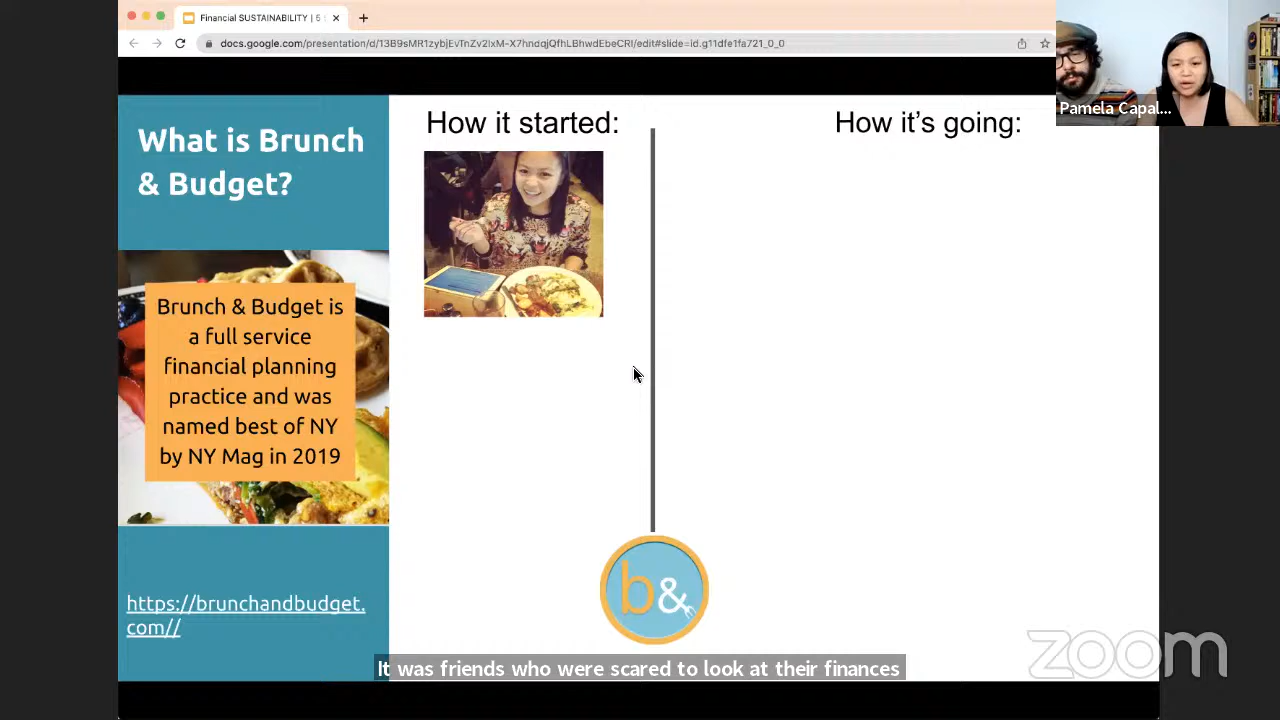 Financial SUSTAINABILITY | 5
docs.google.com/presentation/d/13B9sMR1zybjEvTnZv2lxM-X7hndqjQfhLBhwdEbeCRI/edit#slide=id.g11dfe1fa721_0_0
Pamela Capal...
What is Brunch
& Budget?
Brunch & Budget is
a full service
financial planning
practice and was
named best of NY
by NY Mag in 2019
https://brunchandbudget.
com//
How it started:
How it's going:
b&
It was friends who were scared to look at their finances
zoom